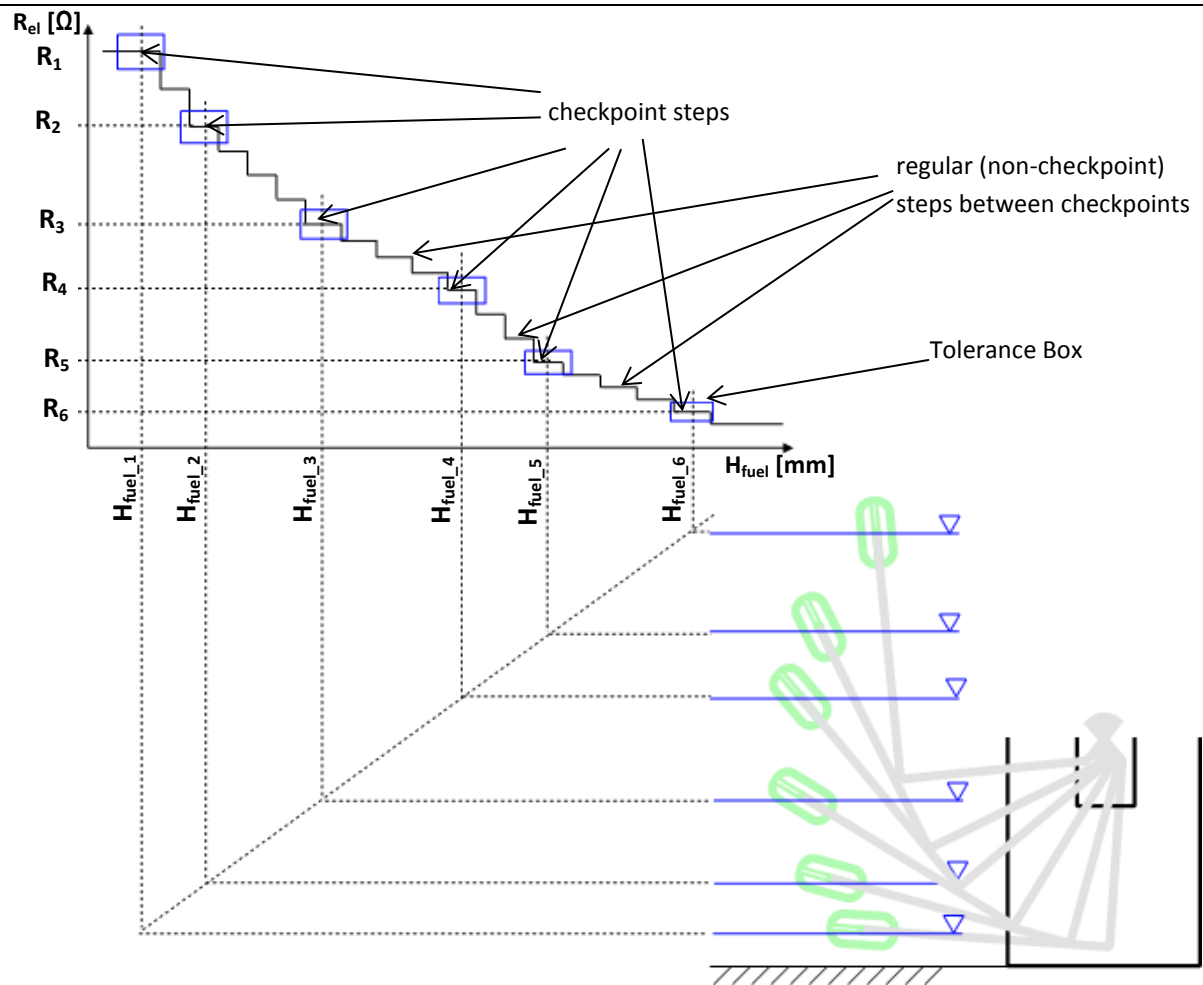 R_el [Ω]
R₁
checkpoint steps
R₂
regular (non-checkpoint)
steps between checkpoints
R₃
R₄
Tolerance Box
R₅
R₆
H_fuel_1
H_fuel_2
H_fuel_3
H_fuel_4
H_fuel_5
H_fuel_6
H_fuel [mm]